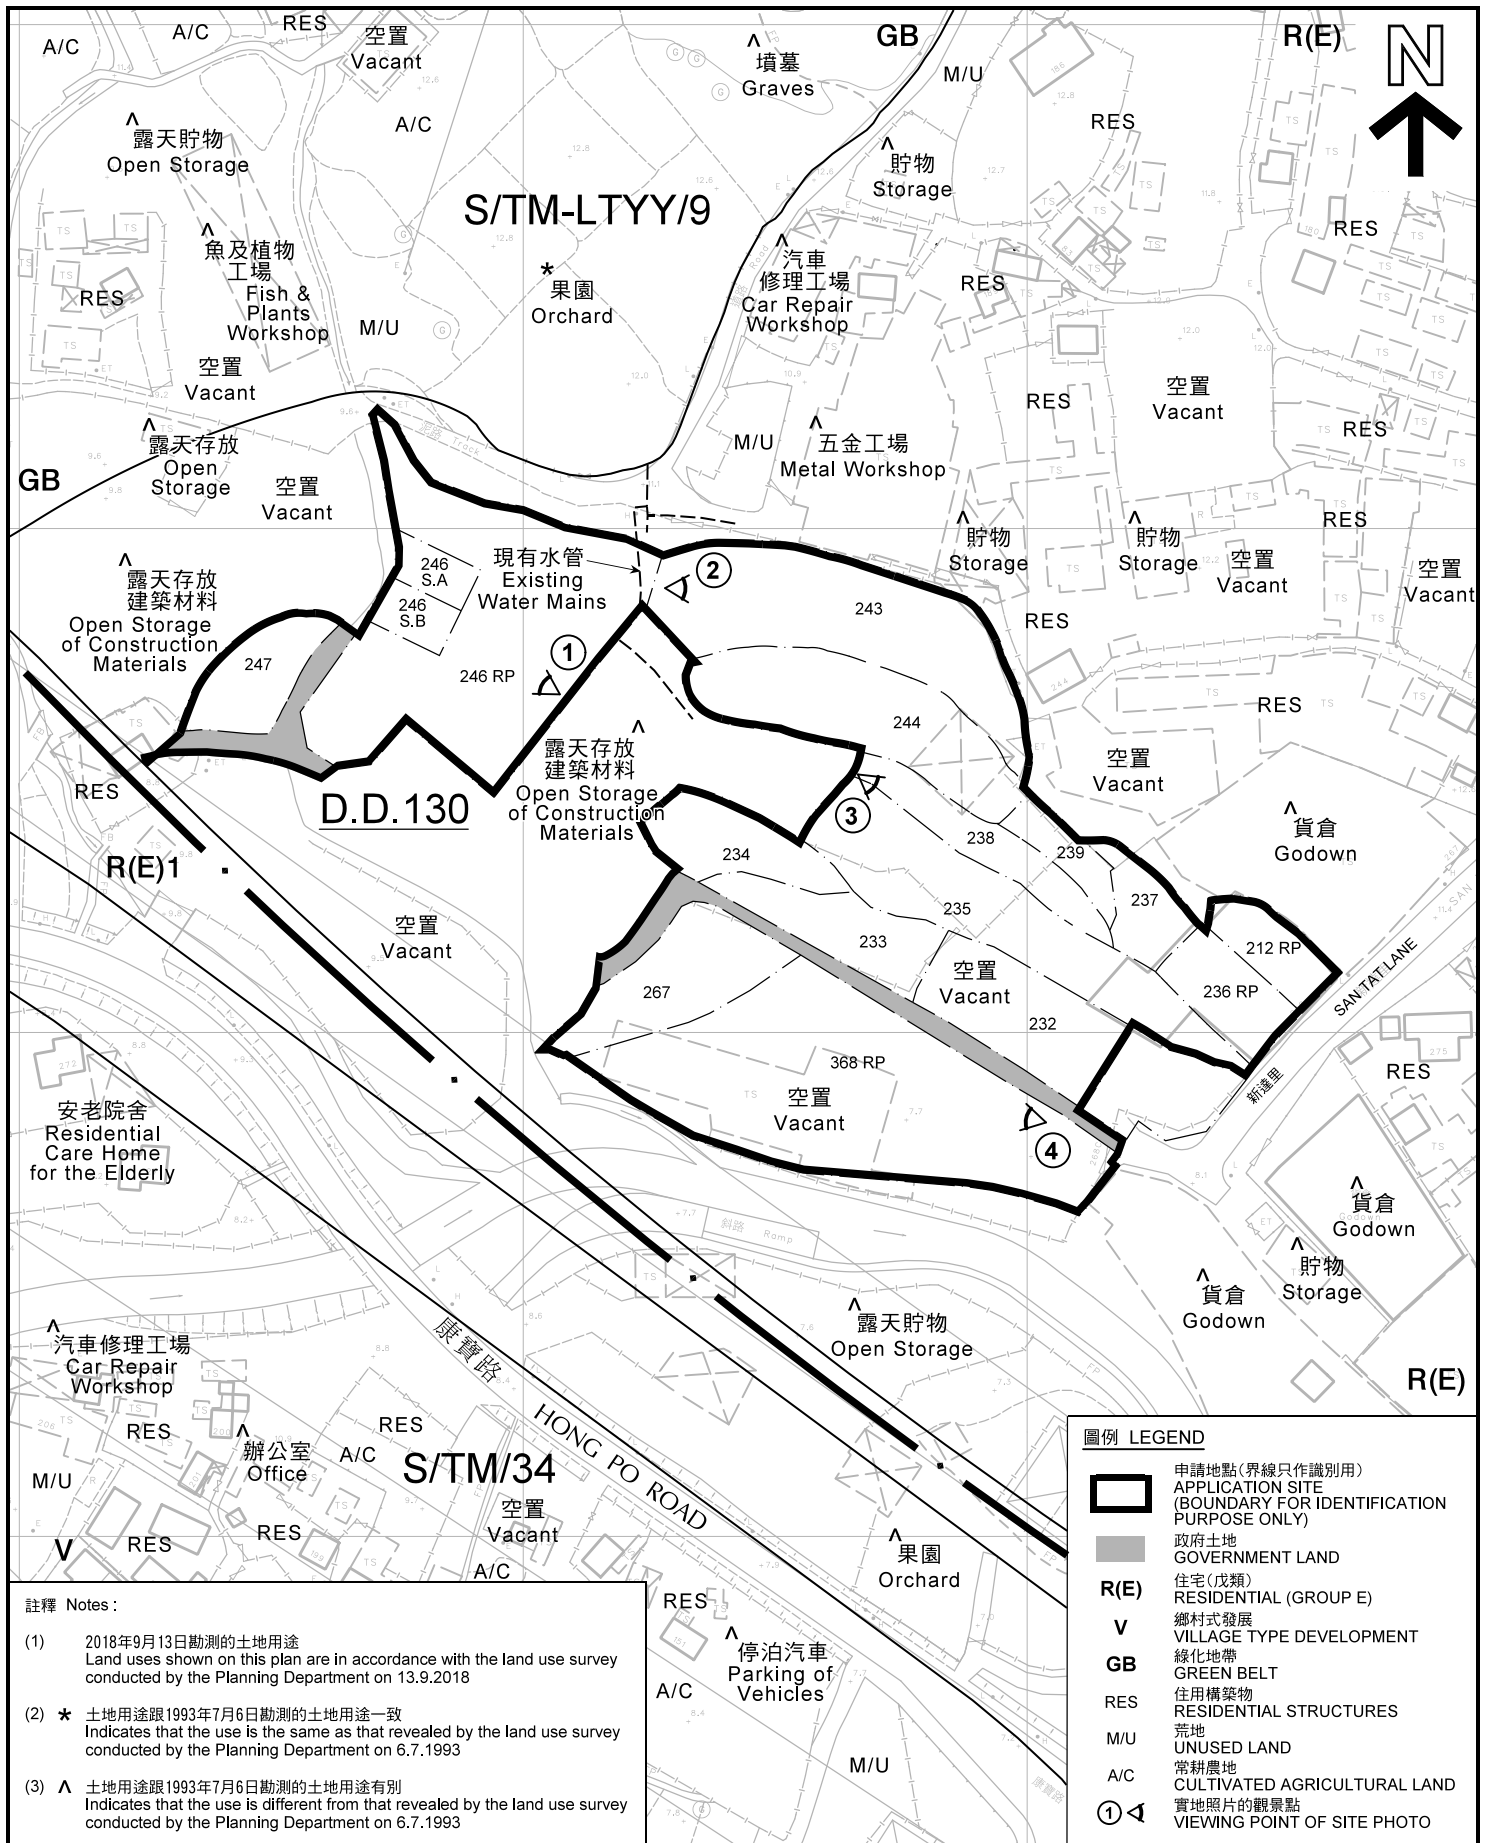 A/C
A/C
RES
空置
Vacant
A/C
墳墓
Graves
GB
M/U
R(E)
N
RES
露天貯物
Open Storage
貯物
Storage
S/TM-LTYY/9
魚及植物
工場
Fish &
Plants
Workshop
RES
M/U
*
果園
Orchard
汽車
修理工場
Car Repair
Workshop
RES
RES
空置
Vacant
空置
Vacant
RES
RES
M/U
五金工場
Metal Workshop
露天存放
Open
Storage
GB
空置
Vacant
泥路 Track
貯物
Storage
貯物
Storage
RES
空置
Vacant
空置
Vacant
RES
露天存放
建築材料
Open Storage
of Construction
Materials
246
S.A
246
S.B
現有水管
Existing
Water Mains
2
243
247
246 RP
1
244
RES
空置
Vacant
露天存放
建築材料
Open Storage
of Construction
Materials
RES
D.D.130
3
238
239
234
貨倉
Godown
R(E)1
空置
Vacant
235
237
233
空置
Vacant
212 RP
236 RP
267
232
SAN TAT LANE
新達里
368 RP
空置
Vacant
4
RES
安老院舍
Residential
Care Home
for the Elderly
貨倉
Godown
貯物
Storage
貨倉
Godown
斜路 Ramp
露天貯物
Open Storage
R(E)
汽車修理工場
Car Repair
Workshop
康寶路
HONG PO ROAD
RES
RES
辦公室
Office
A/C
M/U
S/TM/34
空置
Vacant
RES
RES
V
A/C
果園
Orchard
RES
停泊汽車
Parking of
Vehicles
A/C
M/U
康寶路
註釋 Notes :
(1) 2018年9月13日勘測的土地用途
Land uses shown on this plan are in accordance with the land use survey
conducted by the Planning Department on 13.9.2018
(2) * 土地用途跟1993年7月6日勘測的土地用途一致
Indicates that the use is the same as that revealed by the land use survey
conducted by the Planning Department on 6.7.1993
(3) ^ 土地用途跟1993年7月6日勘測的土地用途有別
Indicates that the use is different from that revealed by the land use survey
conducted by the Planning Department on 6.7.1993
圖例 LEGEND
申請地點(界線只作識別用)
APPLICATION SITE
(BOUNDARY FOR IDENTIFICATION
PURPOSE ONLY)
政府土地
GOVERNMENT LAND
R(E) 住宅(戊類)
RESIDENTIAL (GROUP E)
V 鄉村式發展
VILLAGE TYPE DEVELOPMENT
GB 綠化地帶
GREEN BELT
RES 住用構築物
RESIDENTIAL STRUCTURES
M/U 荒地
UNUSED LAND
A/C 常耕農地
CULTIVATED AGRICULTURAL LAND
1 實地照片的觀景點
VIEWING POINT OF SITE PHOTO